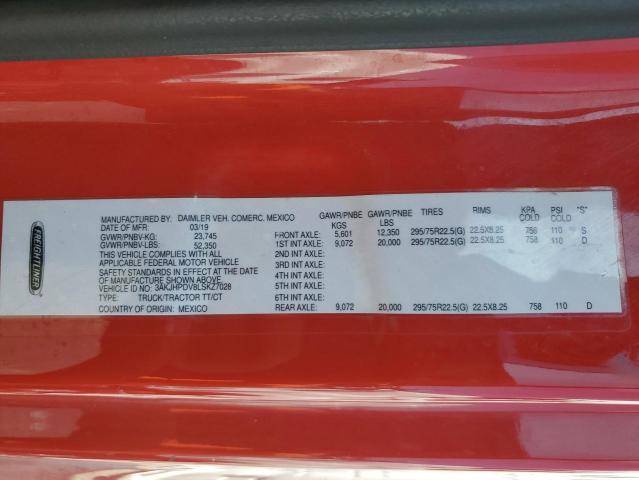 FREIGHTLINER
MANUFACTURED BY: DAIMLER VEH. COMERC. MEXICO
DATE OF MFR: 03/19
GVWR/PNBV-KG: 23,745
GVWR/PNBV-LBS: 52,350
THIS VEHICLE COMPLIES WITH ALL
APPLICABLE FEDERAL MOTOR VEHICLE
SAFETY STANDARDS IN EFFECT AT THE DATE
OF MANUFACTURE SHOWN ABOVE
VEHICLE ID NO: 3AKJHPDV8LSKZ7028
TYPE: TRUCK/TRACTOR TT/CT
COUNTRY OF ORIGIN: MEXICO
GAWR/PNBE KGS GAWR/PNBE LBS TIRES RIMS KPA COLD PSI COLD "S"
FRONT AXLE: 5,601 12,350 295/75R22.5(G) 22.5X8.25 758 110 S
1ST INT AXLE: 9,072 20,000 295/75R22.5(G) 22.5X8.25 758 110 D
2ND INT AXLE:
3RD INT AXLE:
4TH INT AXLE:
5TH INT AXLE:
6TH INT AXLE:
REAR AXLE: 9,072 20,000 295/75R22.5(G) 22.5X8.25 758 110 D